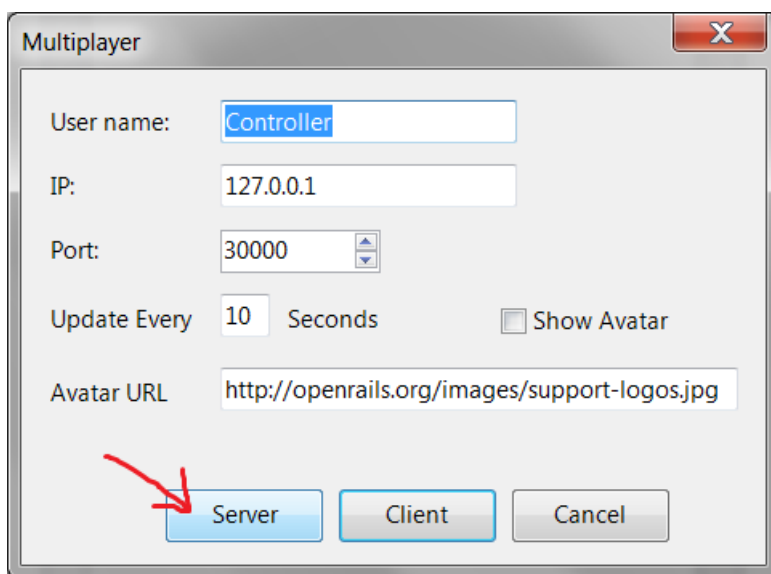 Multiplayer
User name: Controller
IP: 127.0.0.1
Port: 30000
Update Every 10 Seconds Show Avatar
Avatar URL http://openrails.org/images/support-logos.jpg
Server Client Cancel